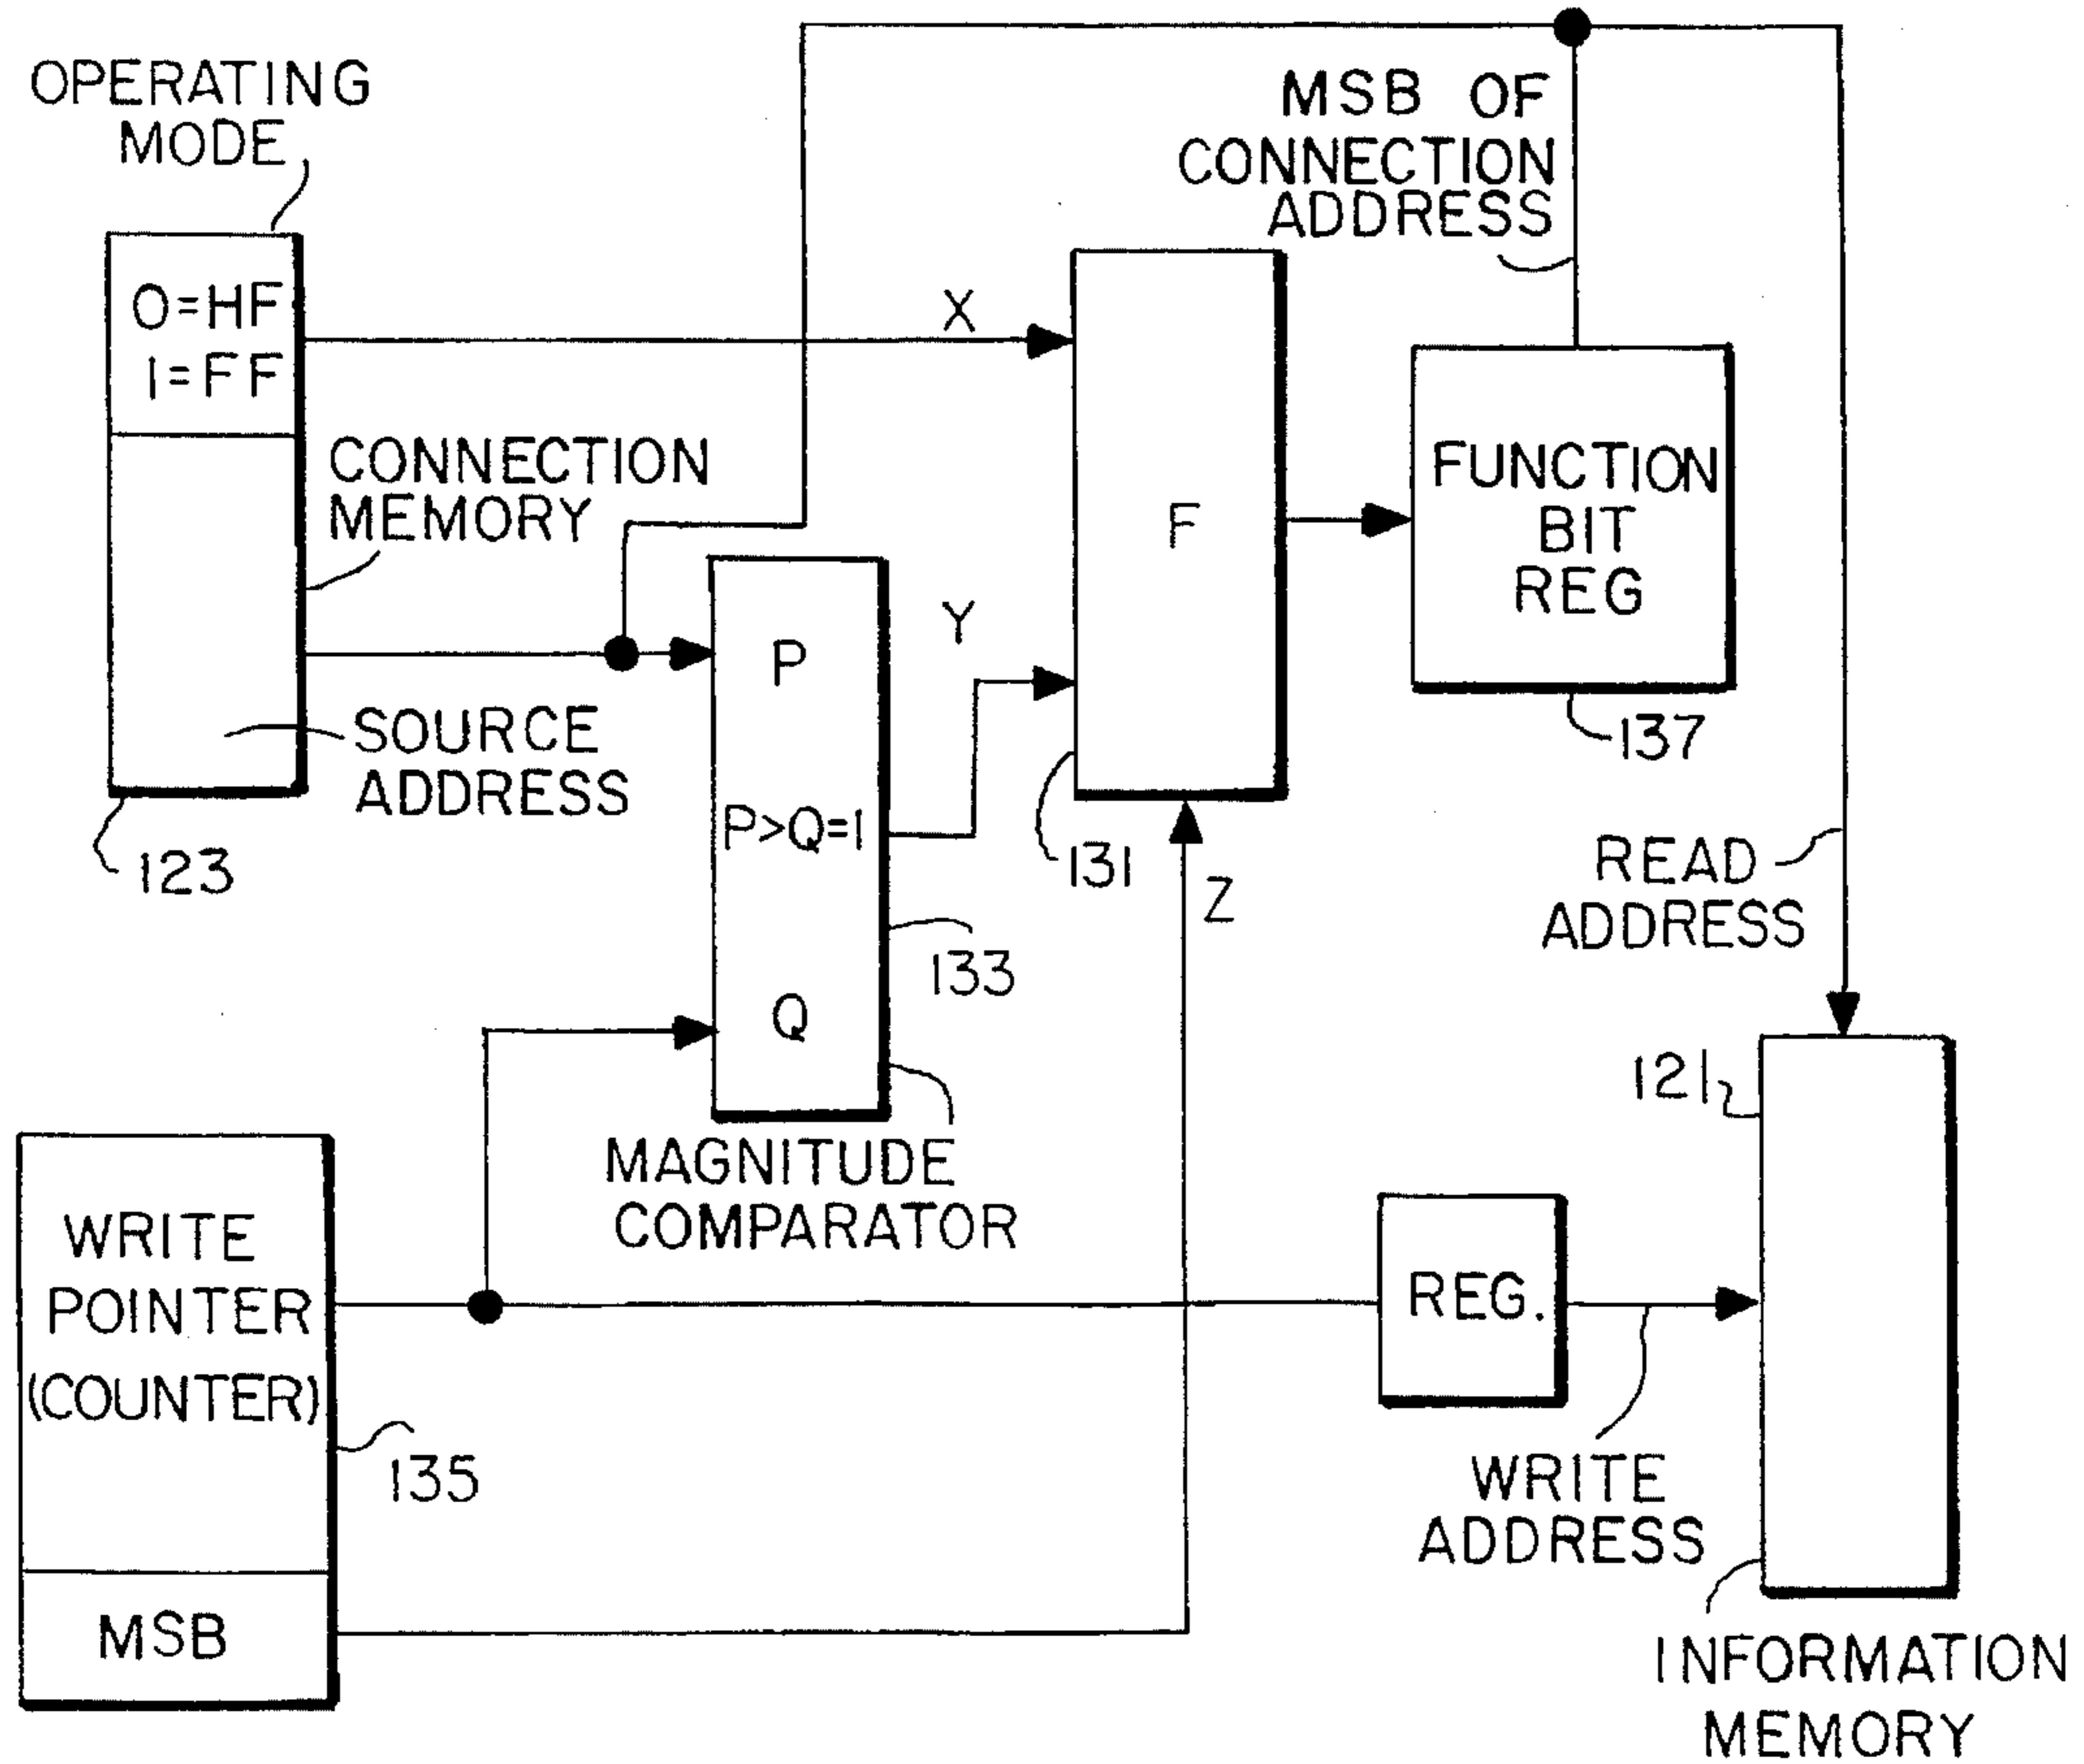 OPERATING
MODE
MSB OF
CONNECTION
ADDRESS
0=HF
1=FF
X
CONNECTION
MEMORY
F
FUNCTION
BIT
REG
P
Y
SOURCE
ADDRESS
137
P>Q=1
123
131
Z
READ
ADDRESS
133
Q
121
MAGNITUDE
COMPARATOR
WRITE
POINTER
(COUNTER)
REG.
135
WRITE
ADDRESS
MSB
INFORMATION
MEMORY